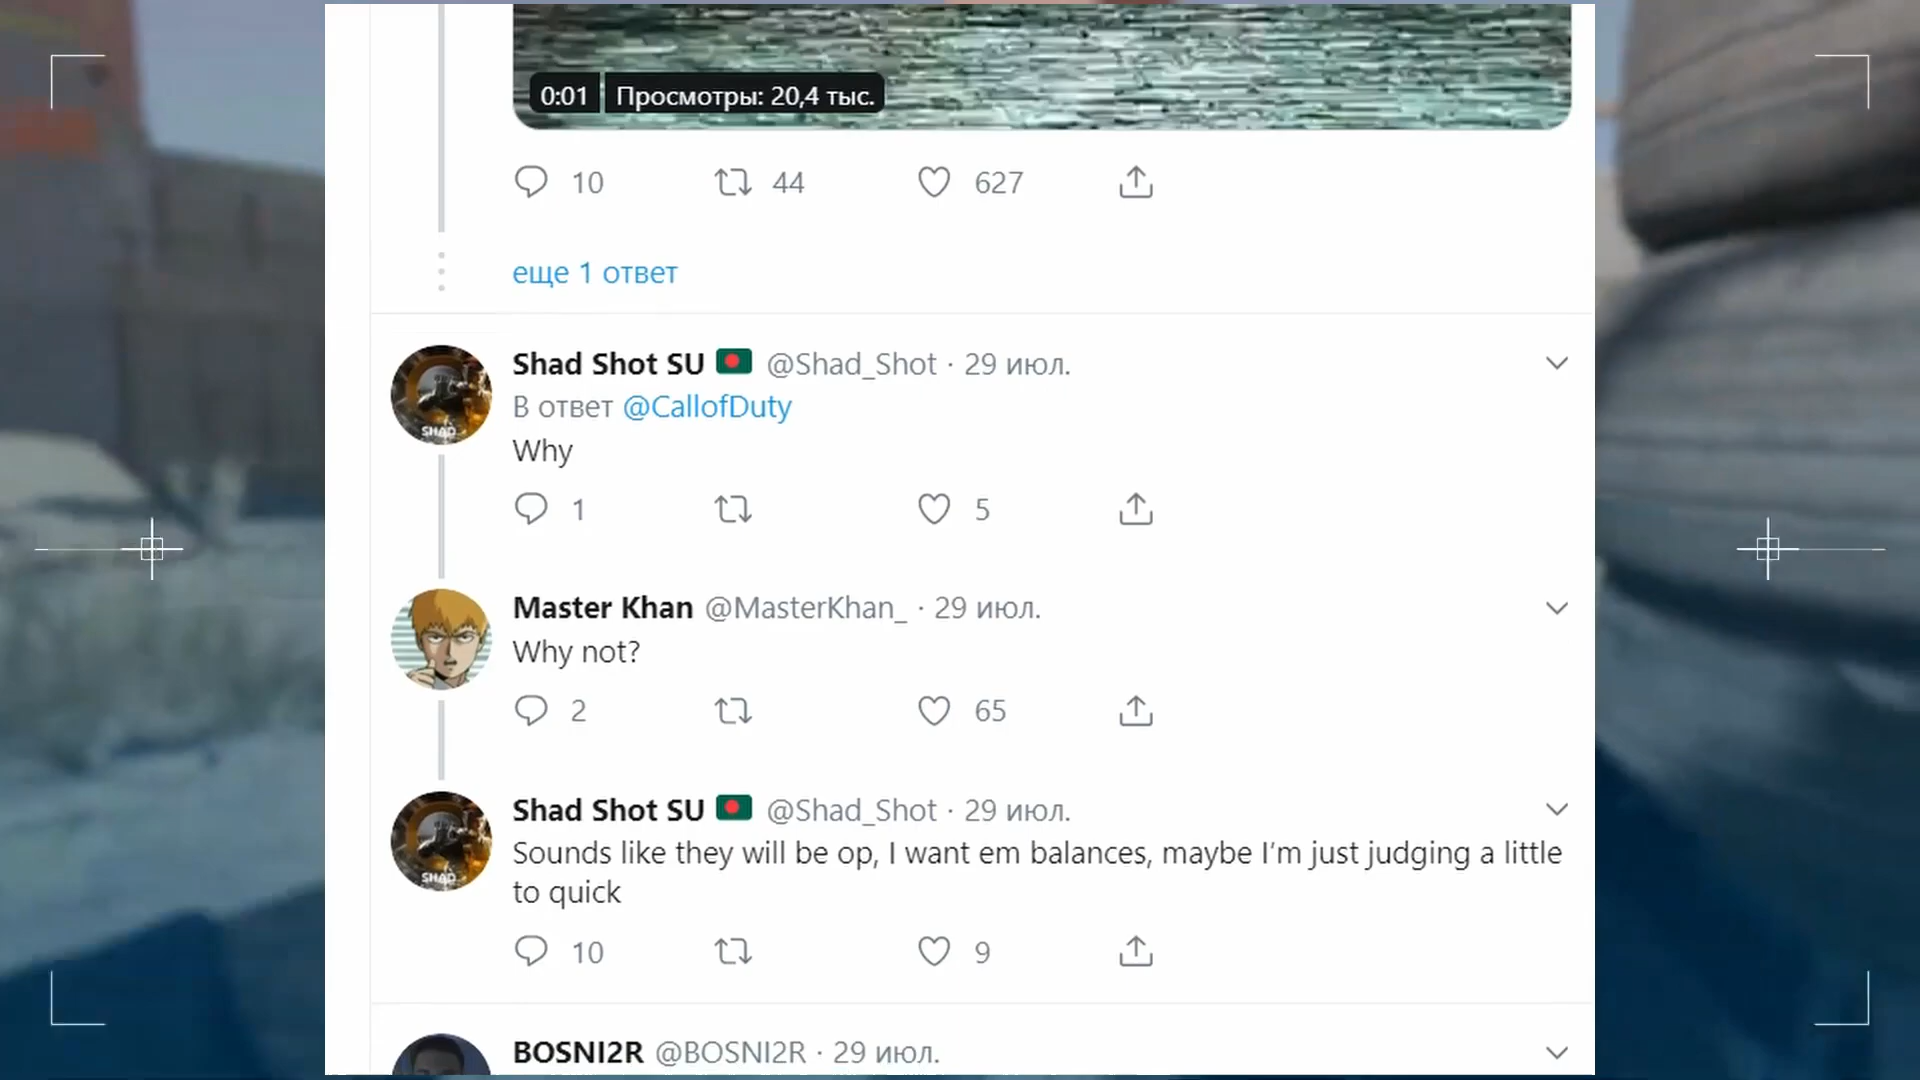 0:01 Просмотры: 20,4 тыс.
10 44 627
еще 1 ответ
Shad Shot SU @Shad_Shot · 29 июл.
В ответ @CallofDuty
Why
1 5
Master Khan @MasterKhan_ · 29 июл.
Why not?
2 65
Shad Shot SU @Shad_Shot · 29 июл.
Sounds like they will be op, I want em balances, maybe I’m just judging a little
to quick
10 9
BOSNI2R @BOSNI2R · 29 июл.
SHAD
SHAD